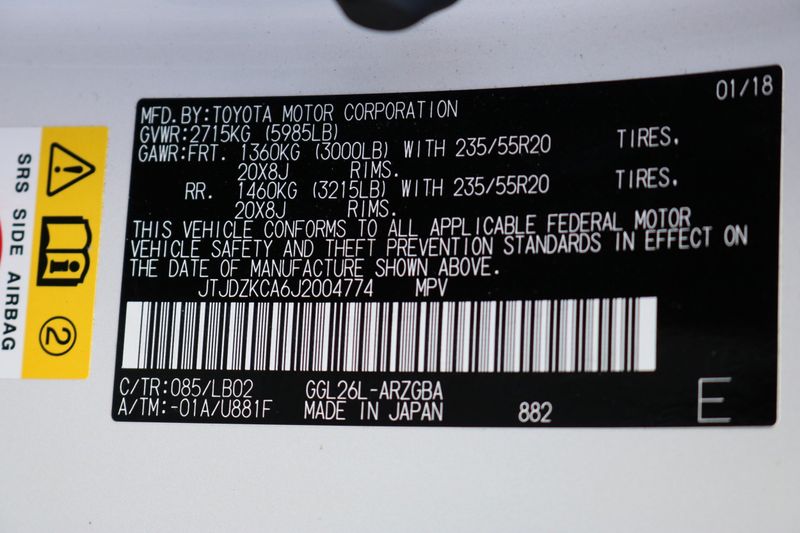 01/18
MFD.BY:TOYOTA MOTOR CORPORATION
GVWR:2715KG (5985LB)
GAWR:FRT. 1360KG (3000LB) WITH 235/55R20 TIRES.
20X8J RIMS.
RR. 1460KG (3215LB) WITH 235/55R20 TIRES.
20X8J RIMS.
THIS VEHICLE CONFORMS TO ALL APPLICABLE FEDERAL MOTOR
VEHICLE SAFETY AND THEFT PREVENTION STANDARDS IN EFFECT ON
THE DATE OF MANUFACTURE SHOWN ABOVE.
JTJDZKCA6J2004774 MPV
C/TR:085/LB02 GGL26L-ARZGBA
A/TM:-01A/U881F MADE IN JAPAN 882 E
SRS SIDE AIRBAG
2